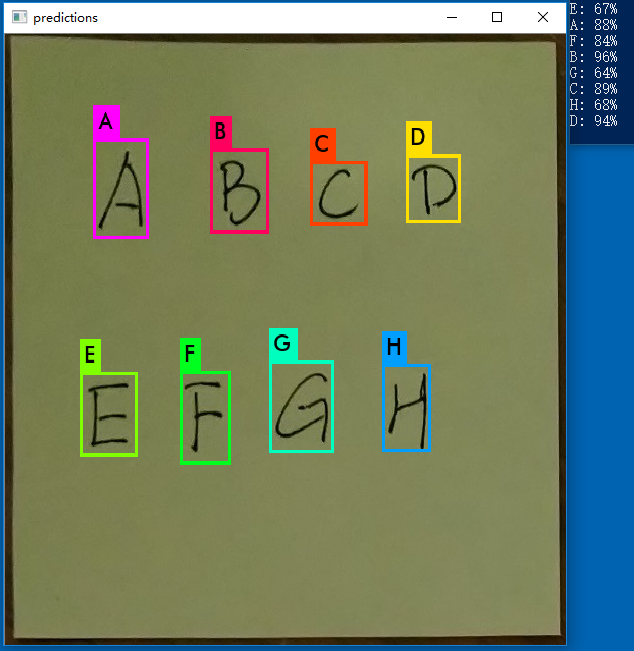 predictions
E: 67%
A: 88%
F: 84%
B: 96%
G: 64%
C: 89%
H: 68%
D: 94%
A B C D
A B C D
E F G H
E F G H